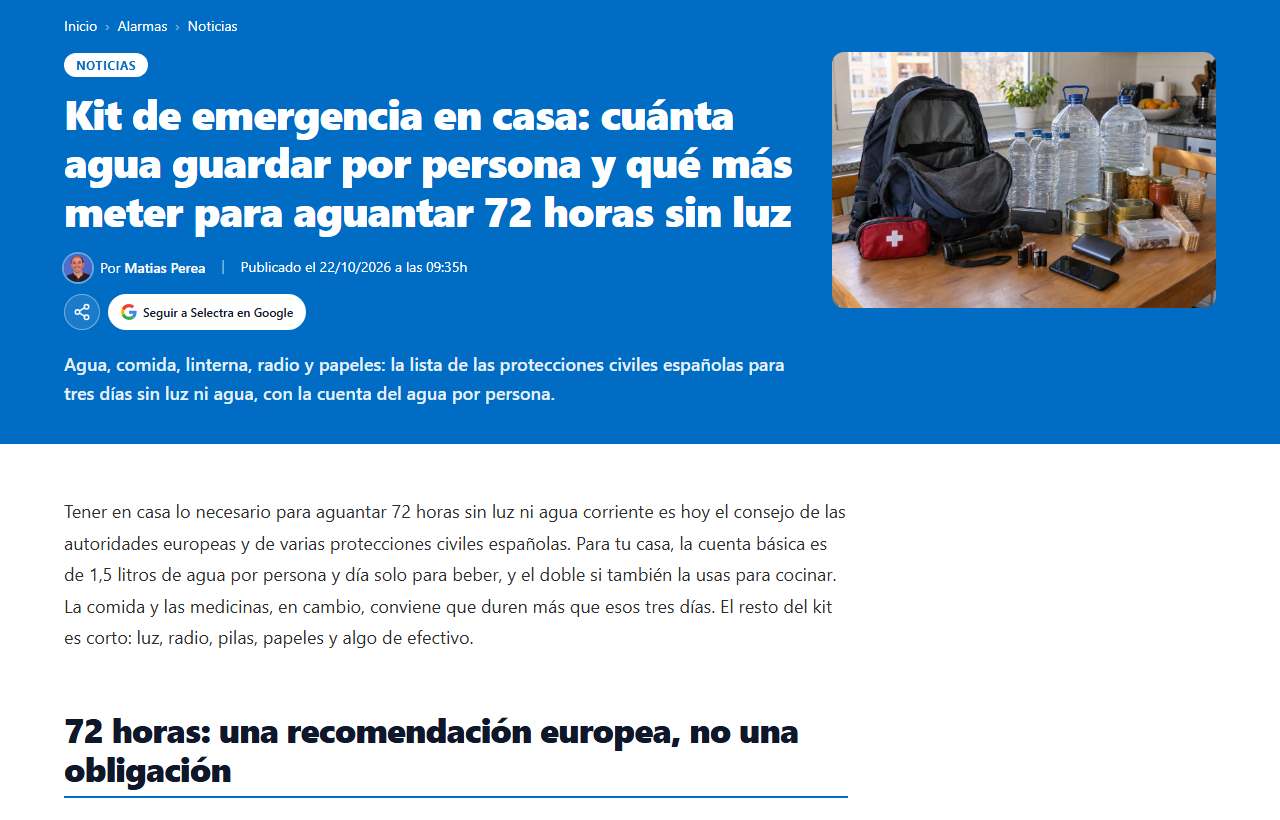 Inicio › Alarmas › Noticias
NOTICIAS
Kit de emergencia en casa: cuánta
agua guardar por persona y qué más
meter para aguantar 72 horas sin luz
Por Matias Perea | Publicado el 22/10/2026 a las 09:35h
Seguir a Selectra en Google
Agua, comida, linterna, radio y papeles: la lista de las protecciones civiles españolas para
tres días sin luz ni agua, con la cuenta del agua por persona.
Tener en casa lo necesario para aguantar 72 horas sin luz ni agua corriente es hoy el consejo de las
autoridades europeas y de varias protecciones civiles españolas. Para tu casa, la cuenta básica es
de 1,5 litros de agua por persona y día solo para beber, y el doble si también la usas para cocinar.
La comida y las medicinas, en cambio, conviene que duren más que esos tres días. El resto del kit
es corto: luz, radio, pilas, papeles y algo de efectivo.
72 horas: una recomendación europea, no una
obligación